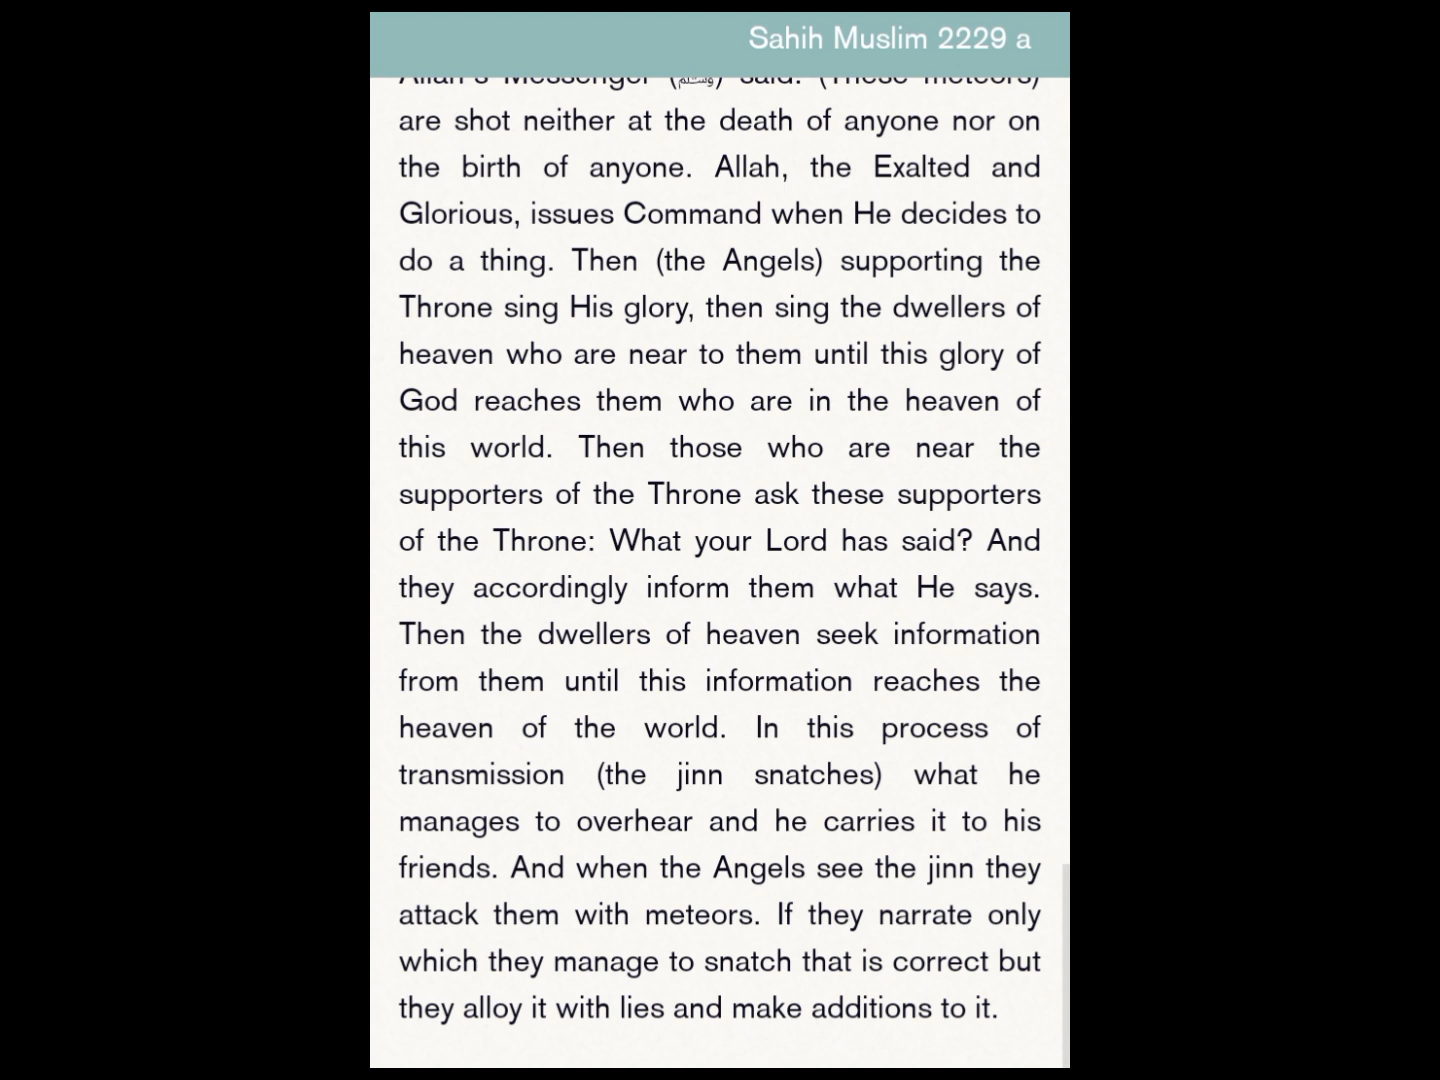 Sahih Muslim 2229 a
Allah's Messenger (وسلم) said: (These meteors)
are shot neither at the death of anyone nor on
the birth of anyone. Allah, the Exalted and
Glorious, issues Command when He decides to
do a thing. Then (the Angels) supporting the
Throne sing His glory, then sing the dwellers of
heaven who are near to them until this glory of
God reaches them who are in the heaven of
this world. Then those who are near the
supporters of the Throne ask these supporters
of the Throne: What your Lord has said? And
they accordingly inform them what He says.
Then the dwellers of heaven seek information
from them until this information reaches the
heaven of the world. In this process of
transmission (the jinn snatches) what he
manages to overhear and he carries it to his
friends. And when the Angels see the jinn they
attack them with meteors. If they narrate only
which they manage to snatch that is correct but
they alloy it with lies and make additions to it.